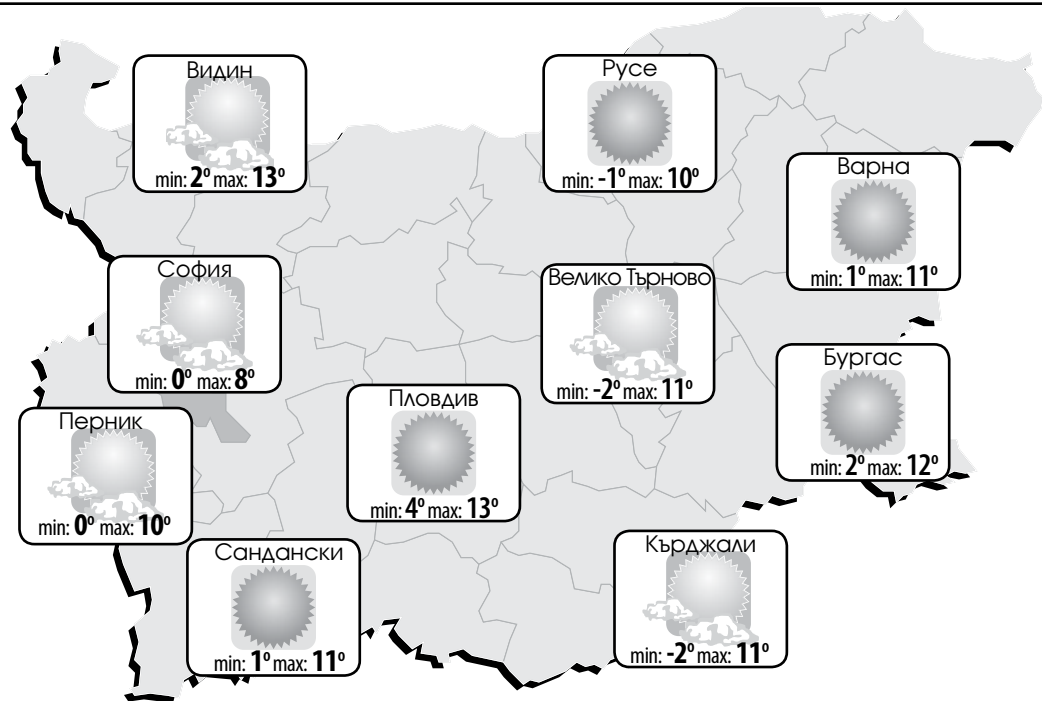 Видин
min: 2° max: 13°
Русе
min: -1° max: 10°
Варна
min: 1° max: 11°
София
min: 0° max: 8°
Велико Търново
min: -2° max: 11°
Бургас
min: 2° max: 12°
Пловдив
min: 4° max: 13°
Перник
min: 0° max: 10°
Сандански
min: 1° max: 11°
Кърджали
min: -2° max: 11°